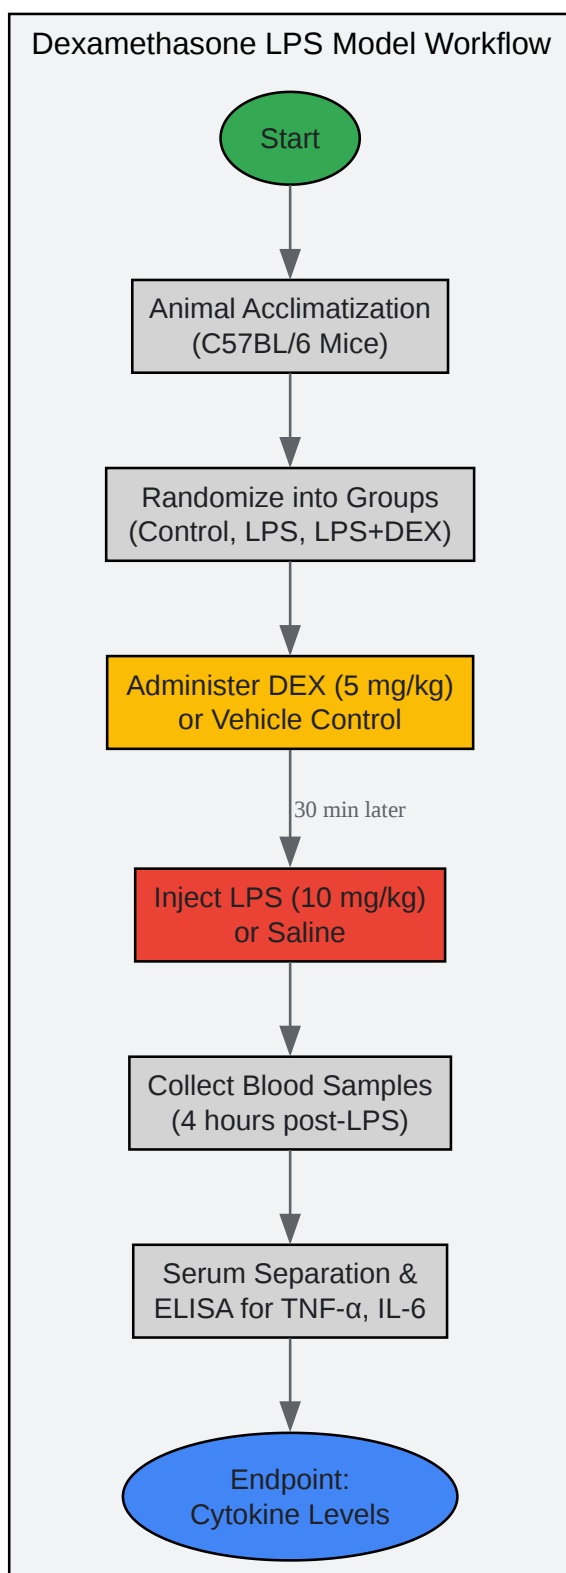 Dexamethasone LPS Model Workflow
Start
Animal Acclimatization
(C57BL/6 Mice)
Randomize into Groups
(Control, LPS, LPS+DEX)
Administer DEX (5 mg/kg)
or Vehicle Control
30 min later
Inject LPS (10 mg/kg)
or Saline
Collect Blood Samples
(4 hours post-LPS)
Serum Separation &
ELISA for TNF-α, IL-6
Endpoint:
Cytokine Levels